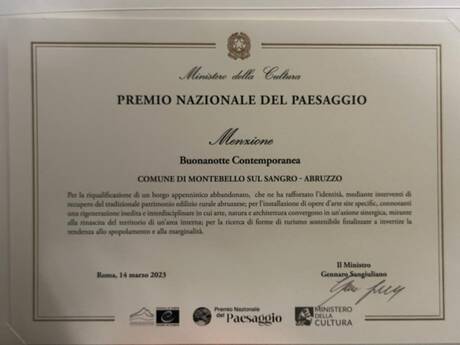 Ministero della Cultura
PREMIO NAZIONALE DEL PAESAGGIO
Menzione
Buonanotte Contemporanea
COMUNE DI MONTEBELLO SUL SANGRO - ABRUZZO
Per la riqualificazione di un borgo appenninico abbandonato, che ne ha rafforzato l'identità, mediante interventi di
recupero del tradizionale patrimonio edilizio rurale abruzzese; per l'installazione di opere d'arte site specific, connotanti
una rigenerazione inedita e interdisciplinare in cui arte, natura e architettura convergono in un'azione sinergica, mirante
alla rinascita del territorio di un'area interna; per la ricerca di forme di turismo sostenibile finalizzate a invertire la
tendenza allo spopolamento e alla marginalità.
Roma, 14 marzo 2023
Il Ministro
Gennaro Sangiuliano
Premio Nazionale
del Paesaggio
MINISTERO
DELLA
CULTURA